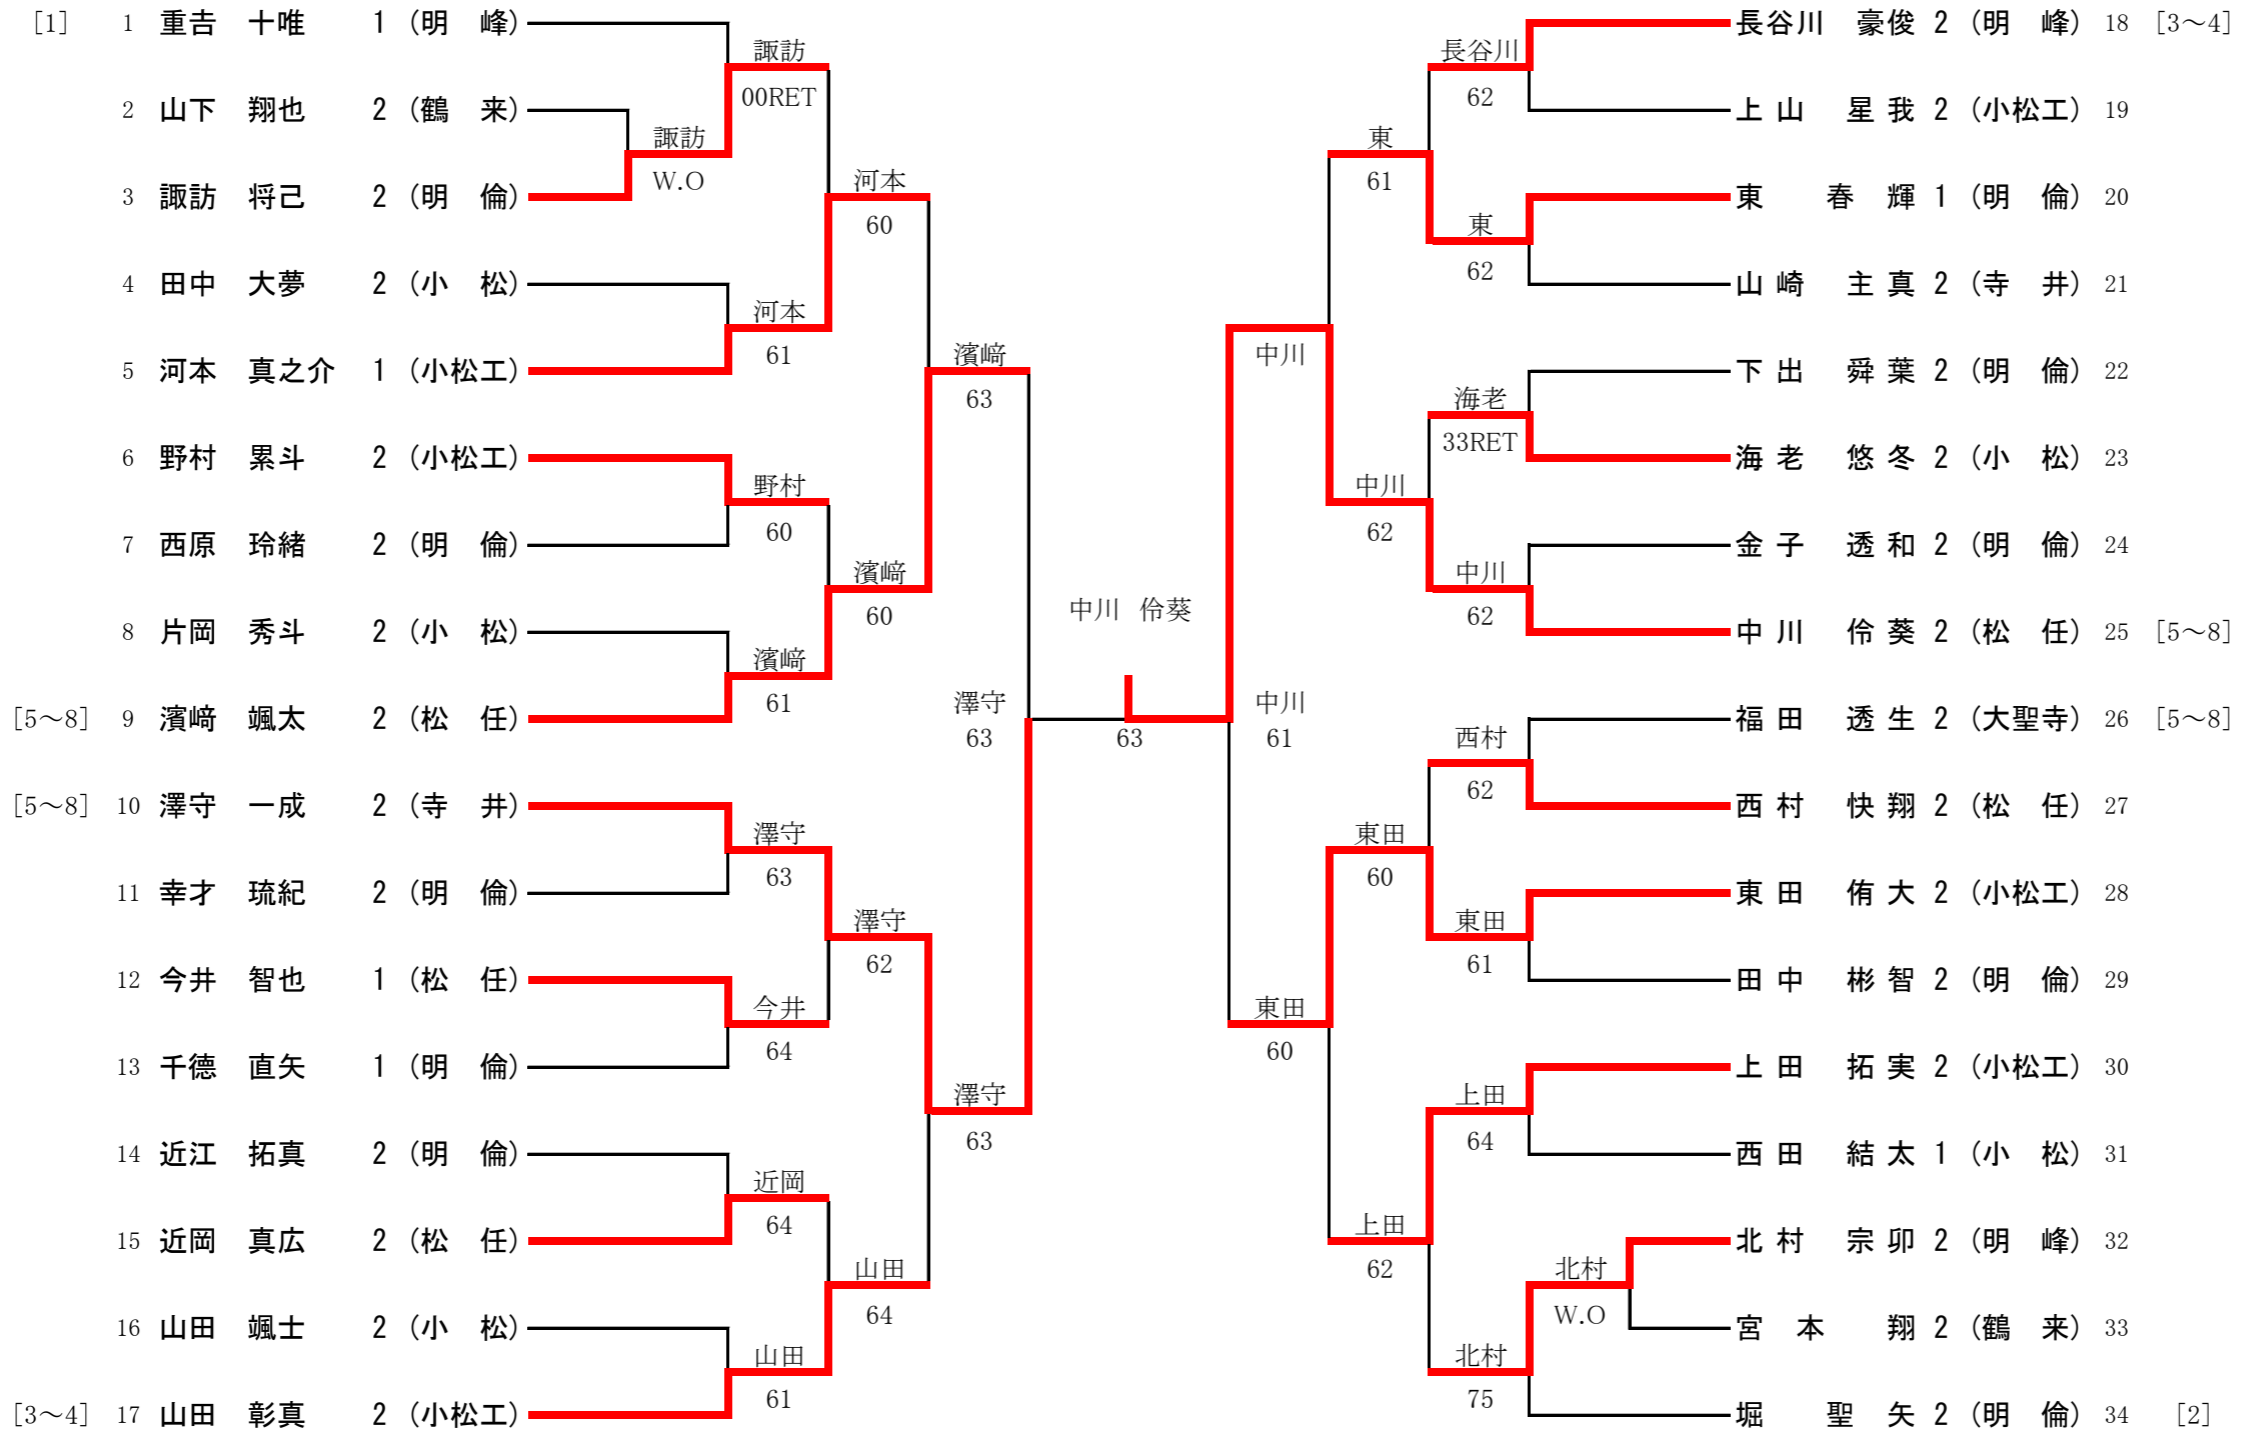 [1] 1 重吉 十唯 1 (明 峰)
2 山下 翔也 2 (鶴 来)
3 諏訪 将己 2 (明 倫)
4 田中 大夢 2 (小 松)
5 河本 真之介 1 (小松工)
6 野村 累斗 2 (小松工)
7 西原 玲緒 2 (明 倫)
8 片岡 秀斗 2 (小 松)
[5～8] 9 濱﨑 颯太 2 (松 任)
[5～8] 10 澤守 一成 2 (寺 井)
11 幸才 琉紀 2 (明 倫)
12 今井 智也 1 (松 任)
13 千德 直矢 1 (明 倫)
14 近江 拓真 2 (明 倫)
15 近岡 真広 2 (松 任)
16 山田 颯士 2 (小 松)
[3～4] 17 山田 彰真 2 (小松工)
諏訪
W.O
諏訪
00RET
河本
61
野村
60
濱﨑
61
澤守
63
今井
64
近岡
64
山田
61
河本
60
濱﨑
60
澤守
62
山田
64
濱﨑
63
澤守
63
澤守
63
中川 伶葵
63
中川
61
中川
東田
60
東
61
中川
62
東田
60
上田
62
長谷川
62
東
62
海老
33RET
中川
62
西村
62
東田
61
上田
64
北村
75
北村
W.O
長谷川 豪俊 2 (明 峰) 18 [3～4]
上山 星我 2 (小松工) 19
東 春輝 1 (明 倫) 20
山崎 主真 2 (寺 井) 21
下出 舜葉 2 (明 倫) 22
海老 悠冬 2 (小 松) 23
金子 透和 2 (明 倫) 24
中川 伶葵 2 (松 任) 25 [5～8]
福田 透生 2 (大聖寺) 26 [5～8]
西村 快翔 2 (松 任) 27
東田 侑大 2 (小松工) 28
田中 彬智 2 (明 倫) 29
上田 拓実 2 (小松工) 30
西田 結太 1 (小 松) 31
北村 宗卯 2 (明 峰) 32
宮本 翔 2 (鶴 来) 33
堀 聖矢 2 (明 倫) 34 [2]